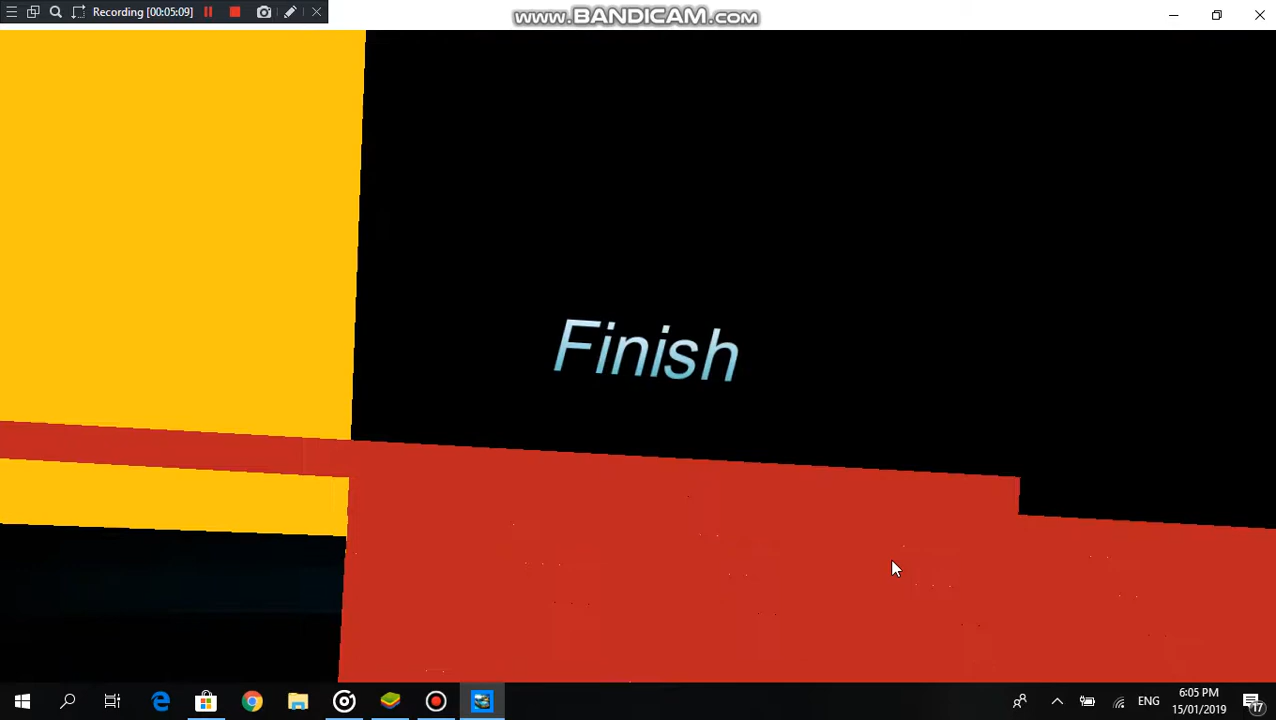 Recording [00:05:09]
www.BANDICAM.com
Finish
ENG
6:05 PM
15/01/2019
17